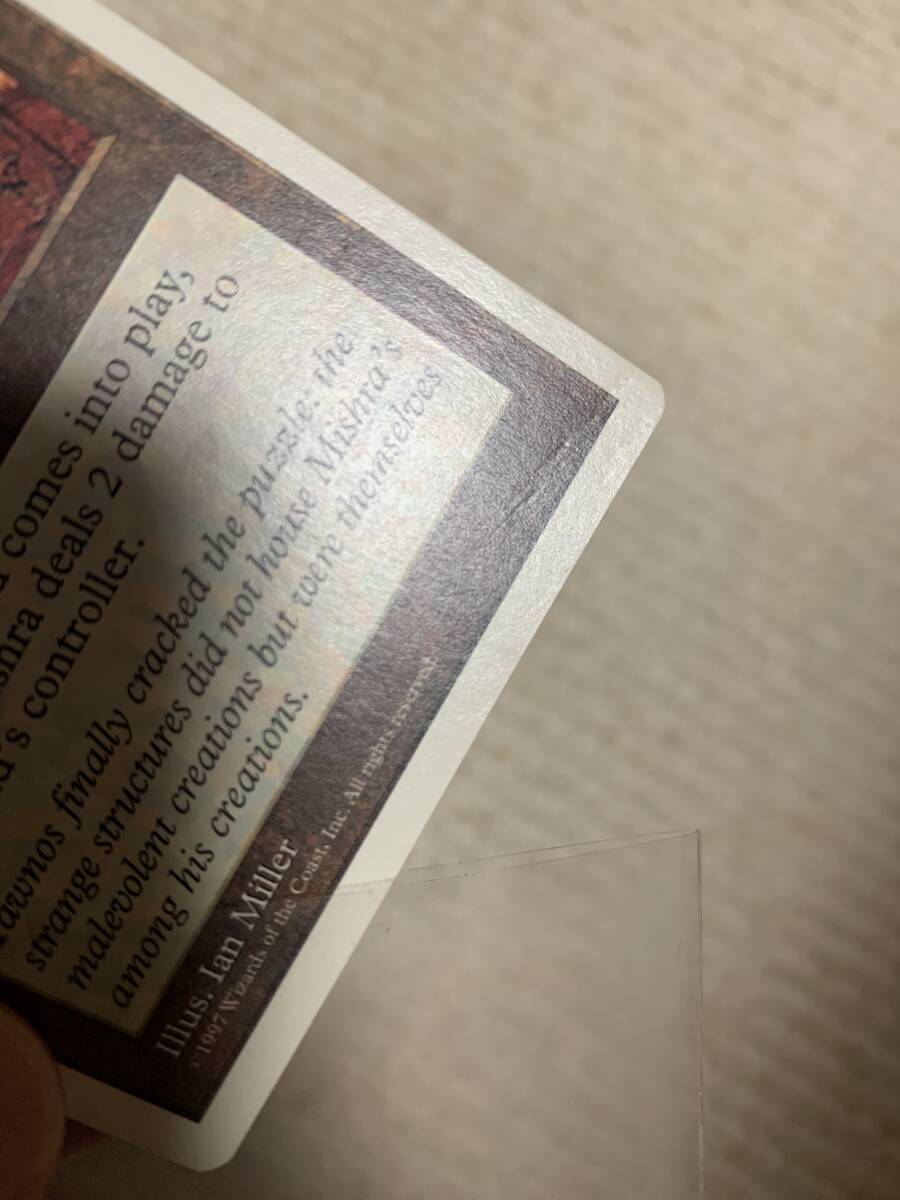 comes into play,
deals 2 damage to
's controller.
Tawnos finally cracked the puzzle: the
strange structures did not house Mishra's
malevolent creations but were themselves
among his creations.
Illus. Ian Miller
©1997 Wizards of the Coast, Inc. All rights reserved.